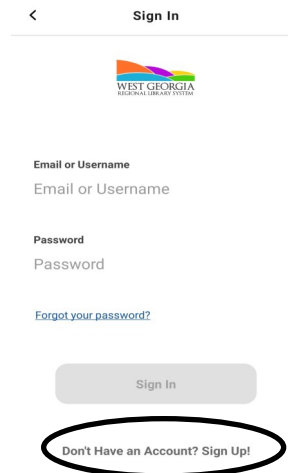 Sign In
WEST GEORGIA
REGIONAL LIBRARY SYSTEM
Email or Username
Email or Username
Password
Password
Forgot your password?
Sign In
Don't Have an Account? Sign Up!